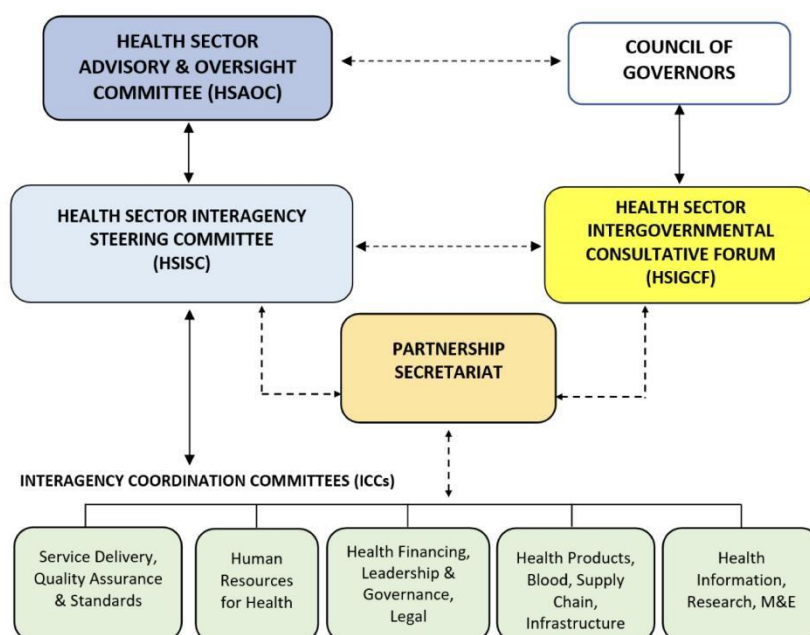 HEALTH SECTOR
ADVISORY & OVERSIGHT
COMMITTEE (HSAOC)
COUNCIL OF
GOVERNORS
HEALTH SECTOR INTERAGENCY
STEERING COMMITTEE
(HSISC)
HEALTH SECTOR
INTERGOVERNMENTAL
CONSULTATIVE FORUM
(HSIGCF)
PARTNERSHIP
SECRETARIAT
INTERAGENCY COORDINATION COMMITTEES (ICCs)
Service Delivery,
Quality Assurance
& Standards
Human
Resources
for Health
Health Financing,
Leadership &
Governance,
Legal
Health Products,
Blood, Supply
Chain,
Infrastructure
Health
Information,
Research, M&E